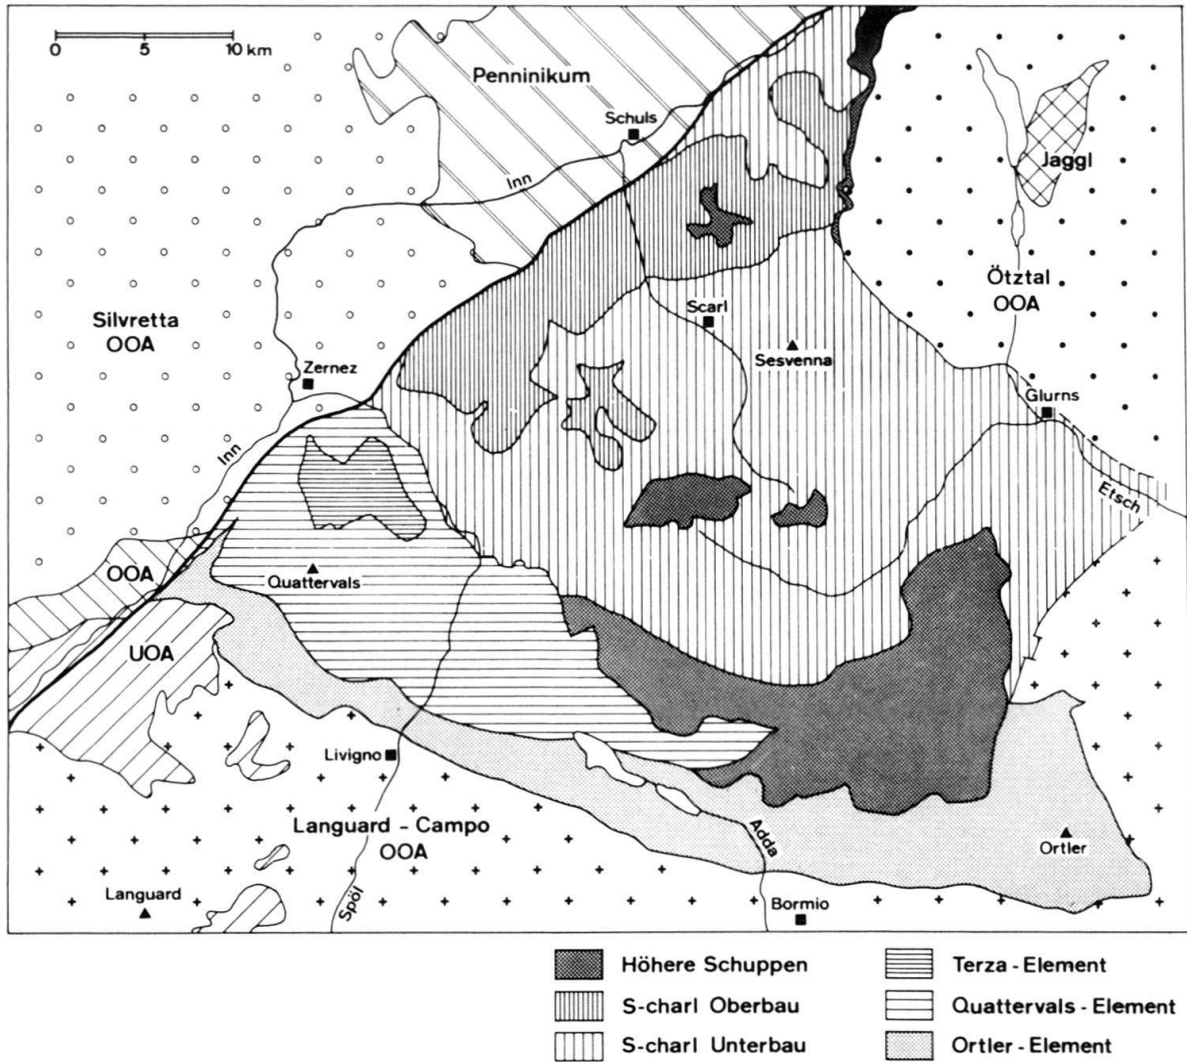 0 5 10 km
Penninikum
Schuls
Jaggl
Inn
Ötztal
OOA
Silvretta
OOA
Scarl
Sesvenna
Zernez
Glurns
Inn
Etsch
OOA
Quattervals
UOA
Livigno
Languard - Campo
OOA
Adda
Ortler
Languard
Spöl
Bormio
Höhere Schuppen
S-charl Oberbau
S-charl Unterbau
Terza - Element
Quattervals - Element
Ortler - Element